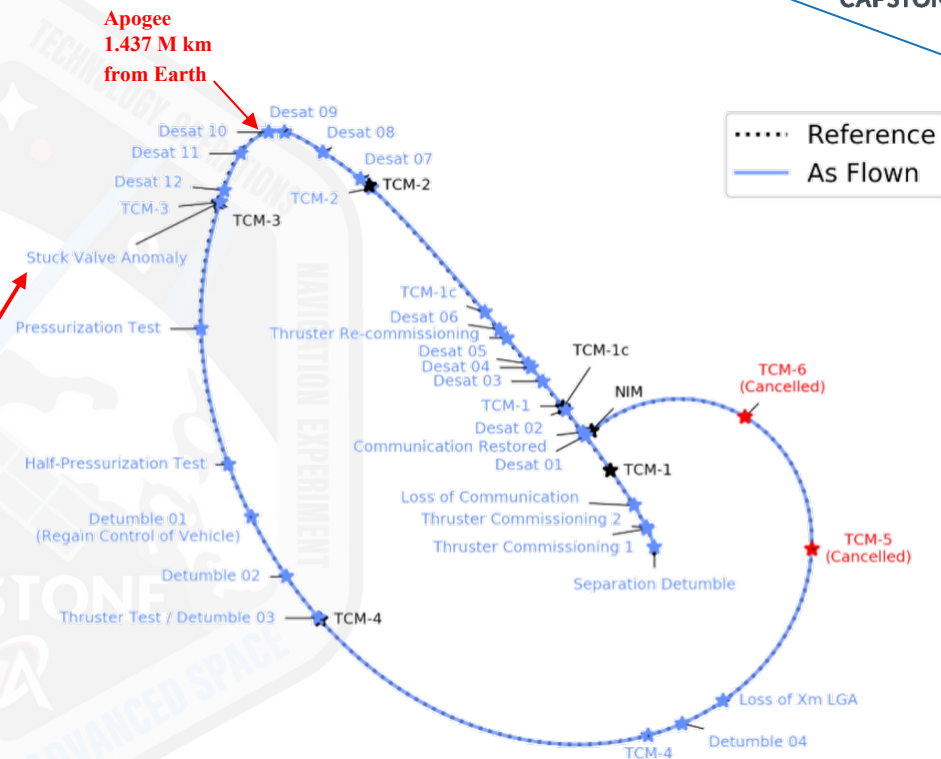 CAPSTON
Apogee
1.437 M km
from Earth
Reference
As Flown
Desat 09
Desat 10
Desat 08
Desat 11
Desat 07
Desat 12
TCM-2
TCM-2
TCM-3
TCM-3
Stuck Valve Anomaly
TCM-1c
Desat 06
Pressurization Test
Thruster Re-commissioning
Desat 05
TCM-1c
Desat 04
Desat 03
TCM-6
(Cancelled)
NIM
TCM-1
Desat 02
Communication Restored
Desat 01
Half-Pressurization Test
TCM-1
Loss of Communication
Detumble 01
(Regain Control of Vehicle)
Thruster Commissioning 2
Thruster Commissioning 1
TCM-5
(Cancelled)
Separation Detumble
Detumble 02
Thruster Test / Detumble 03
TCM-4
Loss of Xm LGA
Detumble 04
TCM-4
NAVIGATION EXPERIMENT
STONE
ADVANCED SPACE